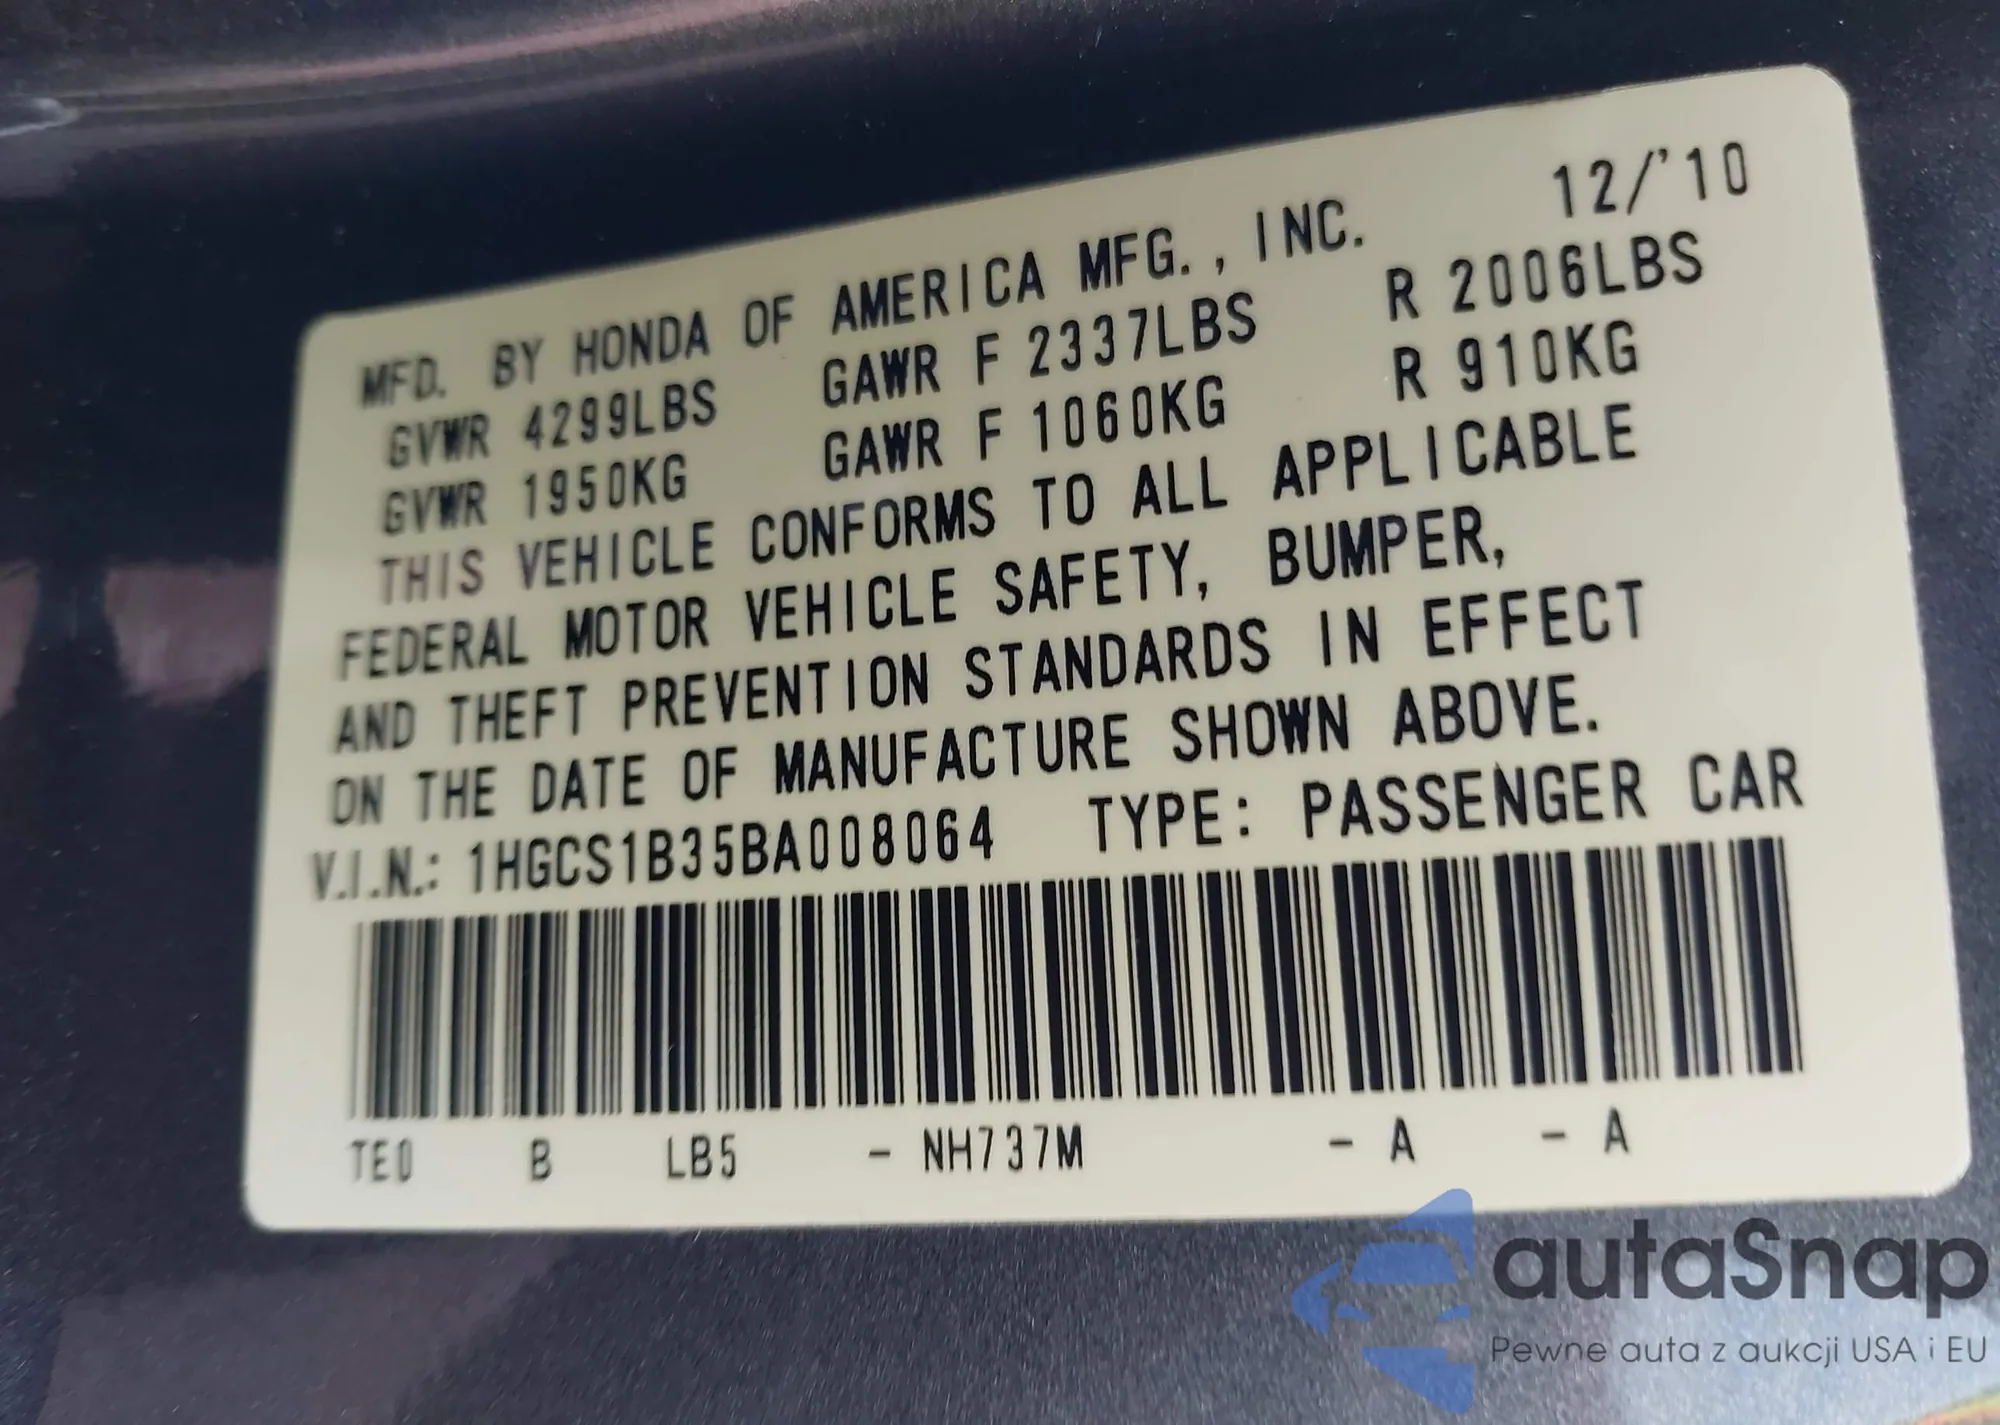 MFD. BY HONDA OF AMERICA MFG., INC. 12/'10
GVWR 4299LBS GAWR F 2337LBS R 2006LBS
GVWR 1950KG GAWR F 1060KG R 910KG
THIS VEHICLE CONFORMS TO ALL APPLICABLE
FEDERAL MOTOR VEHICLE SAFETY, BUMPER,
AND THEFT PREVENTION STANDARDS IN EFFECT
ON THE DATE OF MANUFACTURE SHOWN ABOVE.
V.I.N.: 1HGCS1B35BA008064 TYPE: PASSENGER CAR
TE0 B LB5 - NH737M - A - A
autaSnap
Pewne auta z aukcji USA i EU